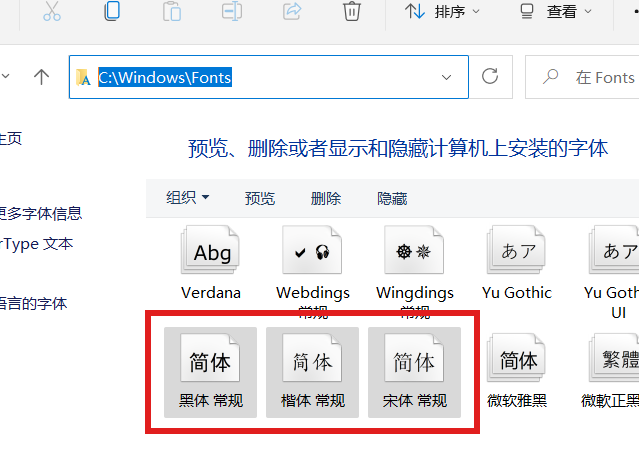 排序 查看
C:\Windows\Fonts 在 Fonts
主页
预览、删除或者显示和隐藏计算机上安装的字体
组织 预览 删除 隐藏
更多字体信息
rType 文本
语言的字体
Abg あア あア
Verdana Webdings 常规 Wingdings 常规 Yu Gothic Yu Gothic UI
简体 简体 简体 简体 繁體
黑体 常规 楷体 常规 宋体 常规 微软雅黑 微軟正黑